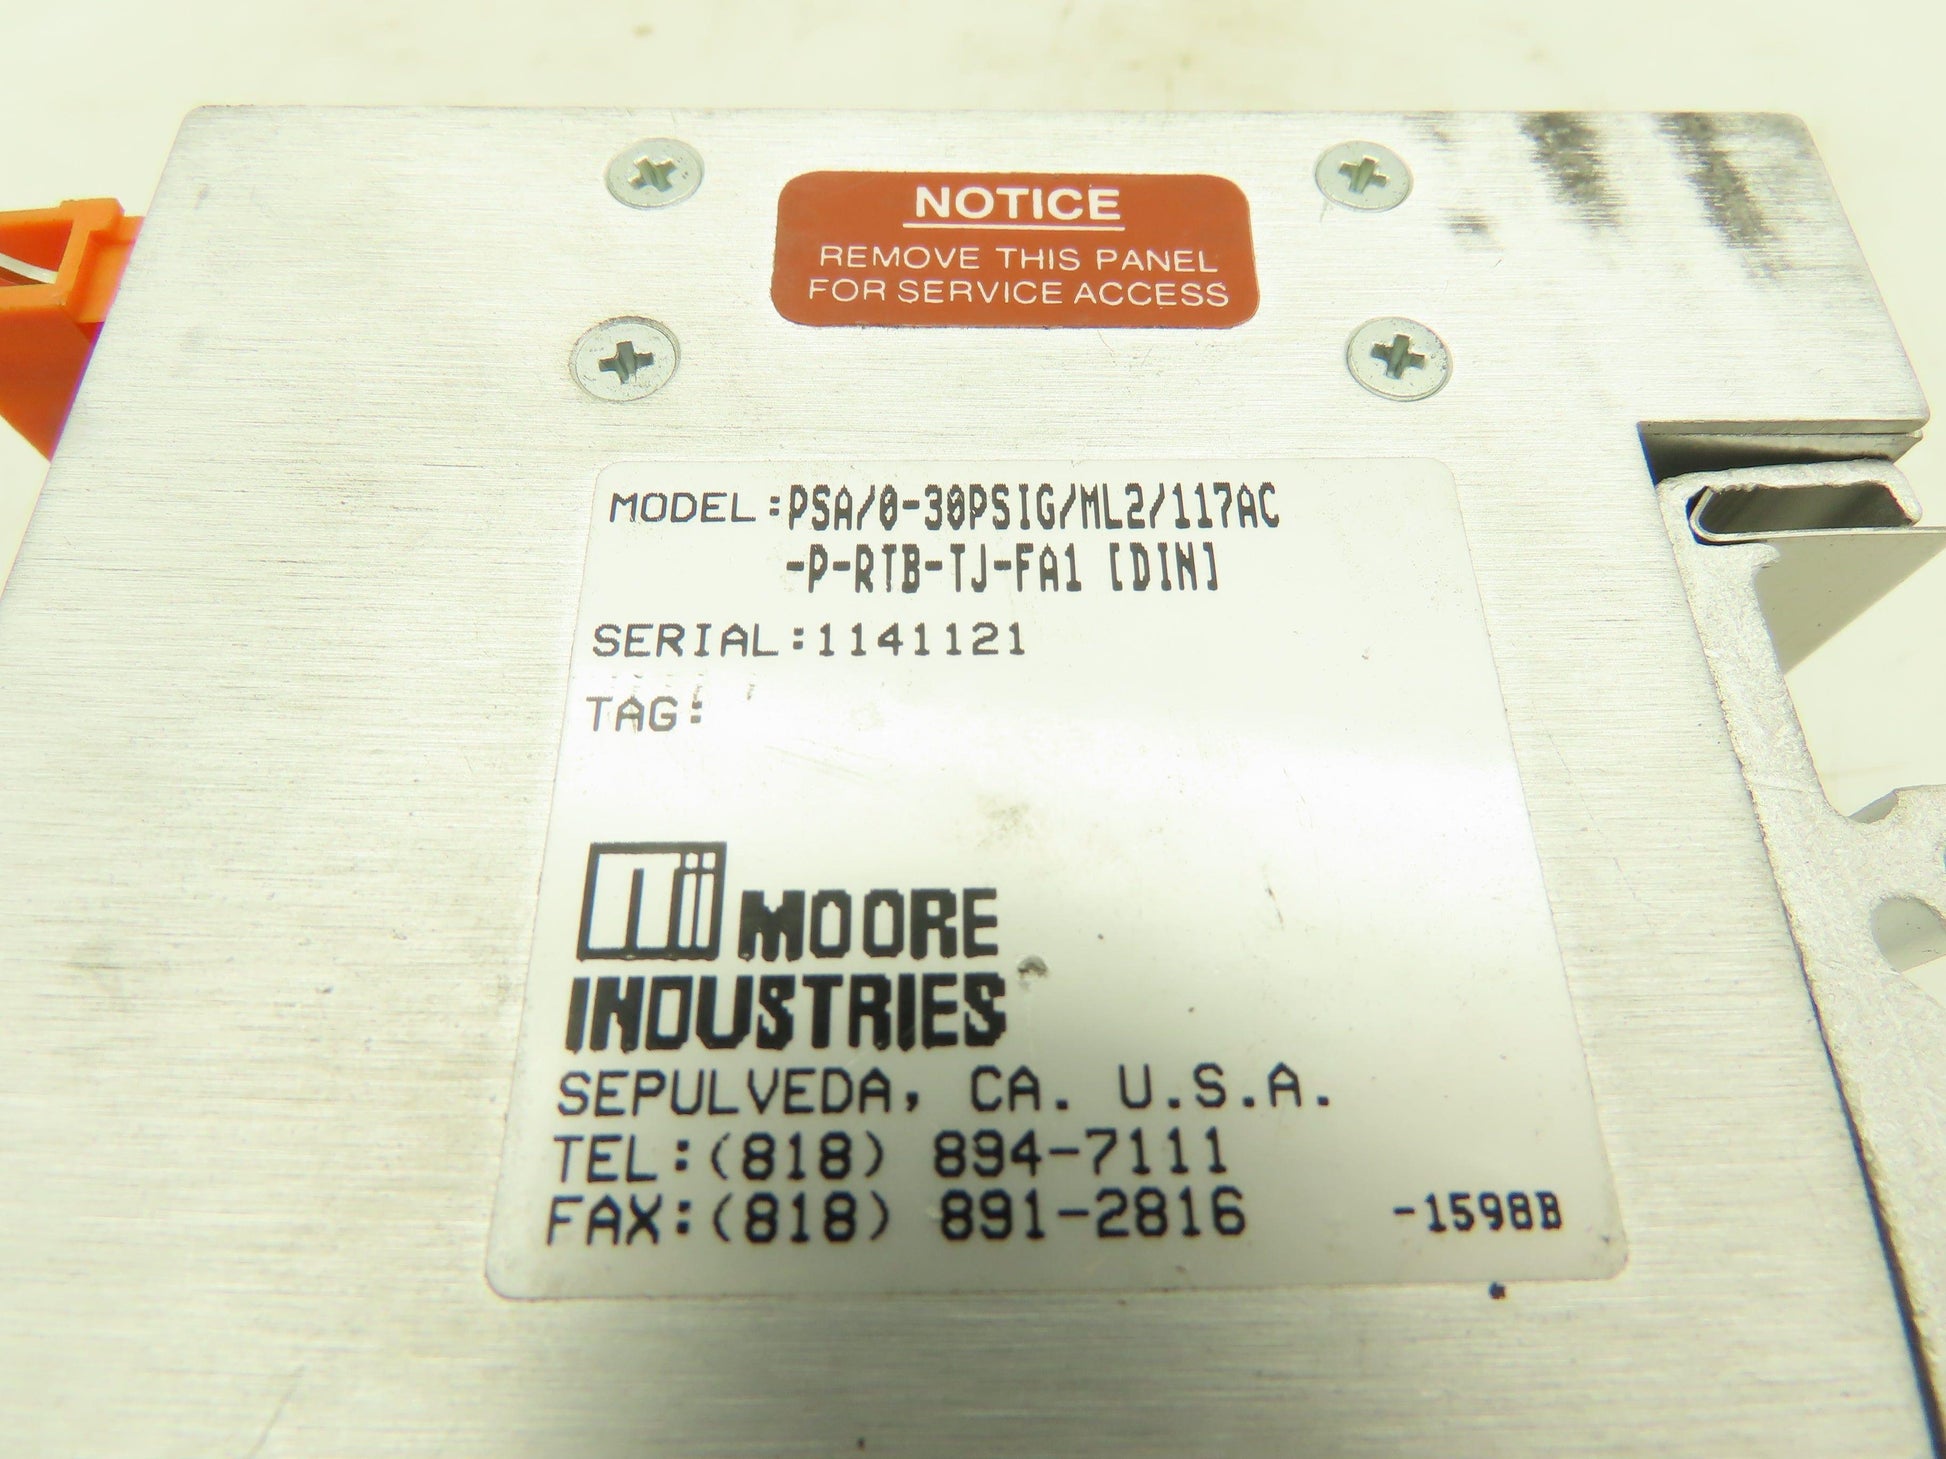 NOTICE
REMOVE THIS PANEL
FOR SERVICE ACCESS
MODEL:PSA/0-30PSIG/ML2/117AC
-P-RTB-TJ-FA1 [DIN]
SERIAL:1141121
TAG:
MOORE
INDUSTRIES
SEPULVEDA, CA. U.S.A.
TEL:(818) 894-7111
FAX:(818) 891-2816 -1598B